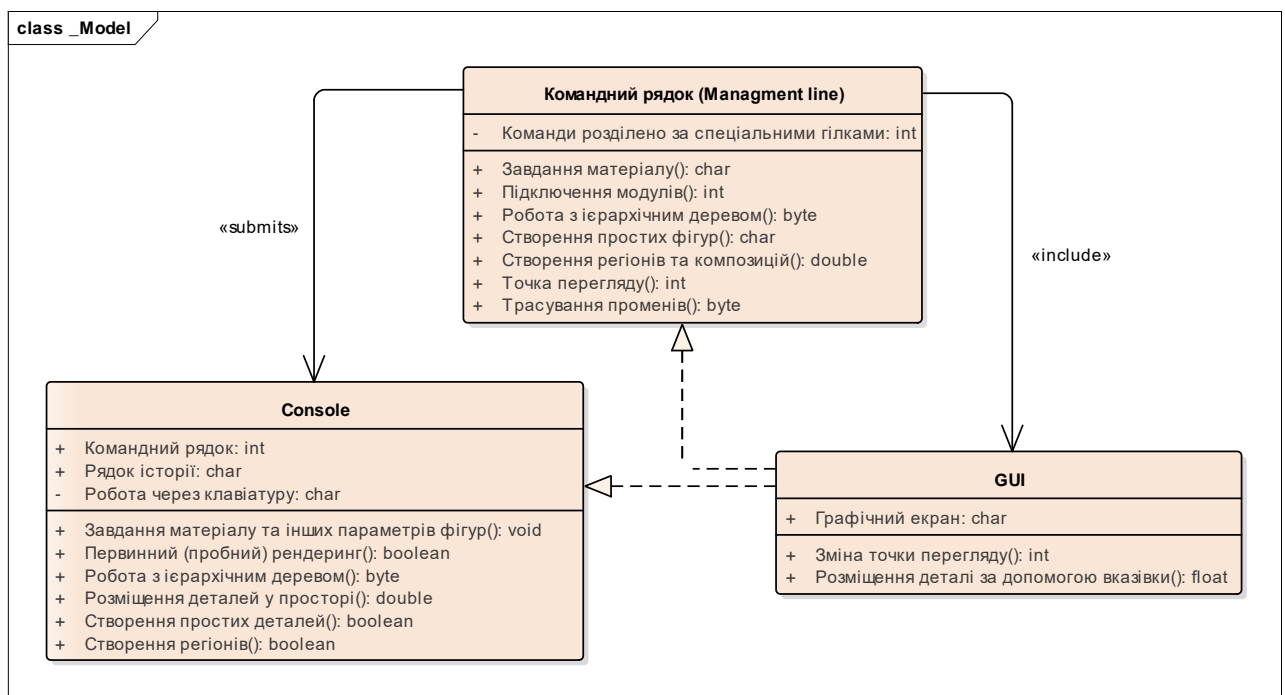 class _Model
Командний рядок (Managment line)
- Команди розділено за спеціальними гілками: int
+ Завдання матеріалу(): char
+ Підключення модулів(): int
+ Робота з ієрархічним деревом(): byte
+ Створення простих фігур(): char
+ Створення регіонів та композицій(): double
+ Точка перегляду(): int
+ Трасування променів(): byte
«submits»
«include»
Console
+ Командний рядок: int
+ Рядок історії: char
- Робота через клавіатуру: char
+ Завдання матеріалу та інших параметрів фігур(): void
+ Первинний (пробний) рендеринг(): boolean
+ Робота з ієрархічним деревом(): byte
+ Розміщення деталей у просторі(): double
+ Створення простих деталей(): boolean
+ Створення регіонів(): boolean
GUI
+ Графічний екран: char
+ Зміна точки перегляду(): int
+ Розміщення деталі за допомогою вказівки(): float